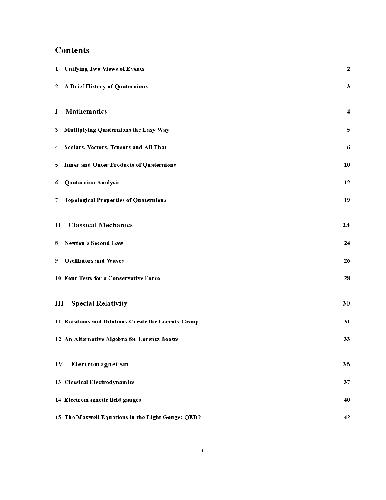 Contents
1 Unifying Two Views of Events 2
2 A Brief History of Quaternions 3
I Mathematics 4
3 Multiplying Quaternions the Easy Way 5
4 Scalars, Vectors, Tensors and All That 6
5 Inner and Outer Products of Quaternions 10
6 Quaternion Analysis 12
7 Topological Properties of Quaternions 19
II Classical Mechanics 23
8 Newton's Second Law 24
9 Oscillators and Waves 26
10 Four Tests for a Conservative Force 28
III Special Relativity 30
11 Rotations and Dilations Create the Lorentz Group 31
12 An Alternative Algebra for Lorentz Boosts 33
IV Electromagnetism 36
13 Classical Electrodynamics 37
14 Electromagnetic field gauges 40
15 The Maxwell Equations in the Light Gauge: QED? 42